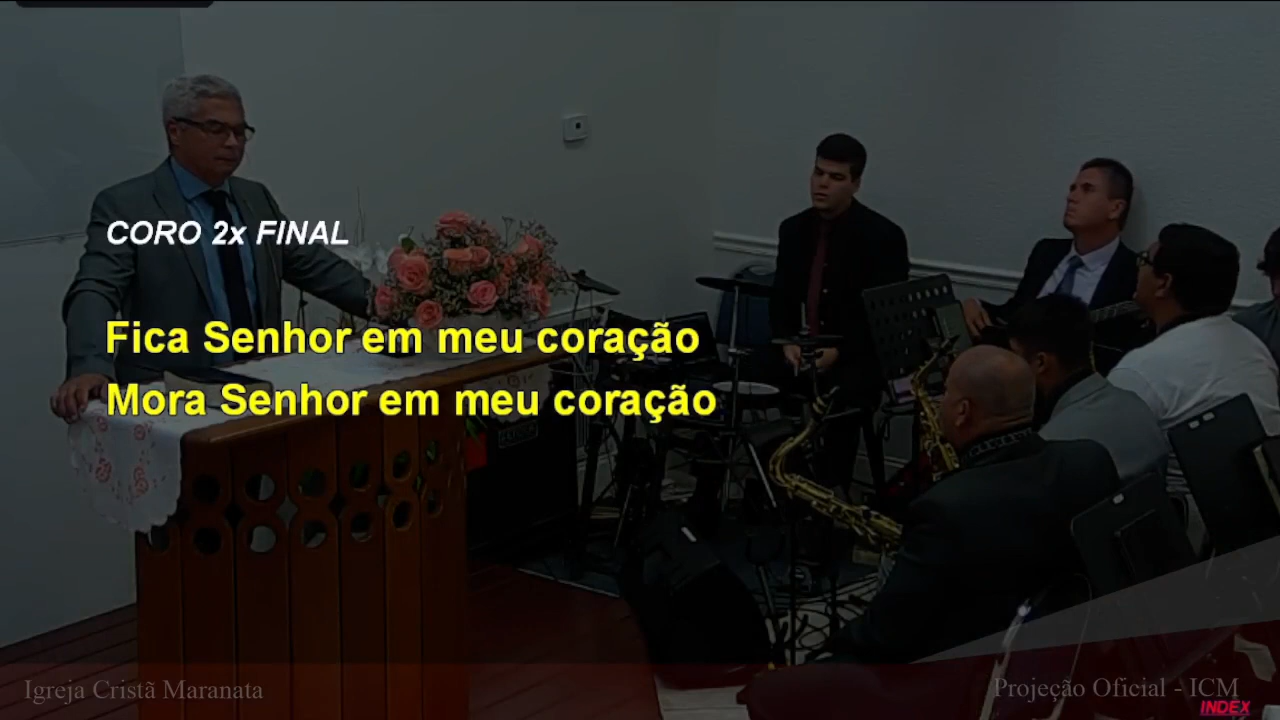 CORO 2x FINAL
Fica Senhor em meu coração
Mora Senhor em meu coração
Igreja Cristã Maranata
Projeção Oficial - ICM
INDEX